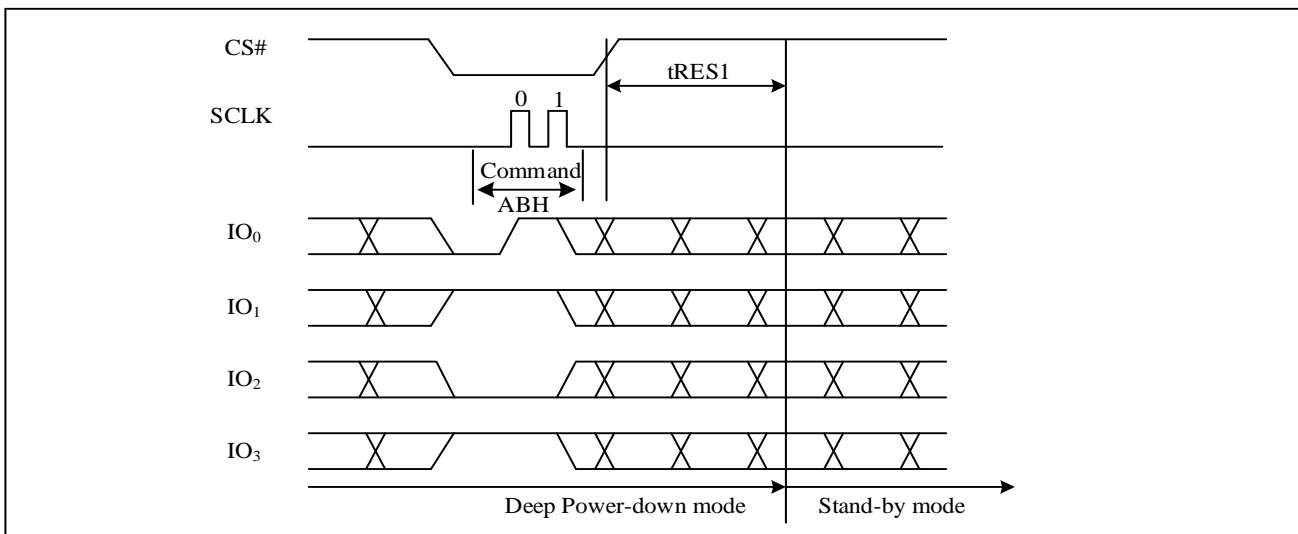 CS#
tRES1
SCLK
0 1
Command
ABH
IO₀
IO₁
IO₂
IO₃
Deep Power-down mode Stand-by mode